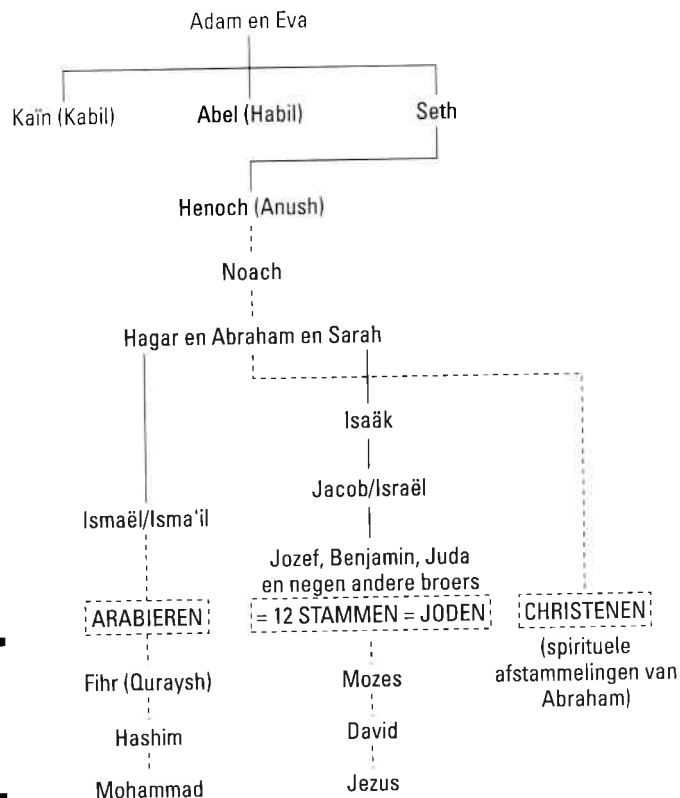 Adam en Eva
Kaïn (Kabil) Abel (Habil) Seth
Henoch (Anush)
Noach
Hagar en Abraham en Sarah
Isaäk
Jacob/Israël
Ismaël/Isma'il
Jozef, Benjamin, Juda
en negen andere broers
ARABIEREN = 12 STAMMEN = JODEN CHRISTENEN
(spirituele
afstammelingen van
Abraham)
Fihr (Quraysh) Mozes
Hashim David
Mohammad Jezus